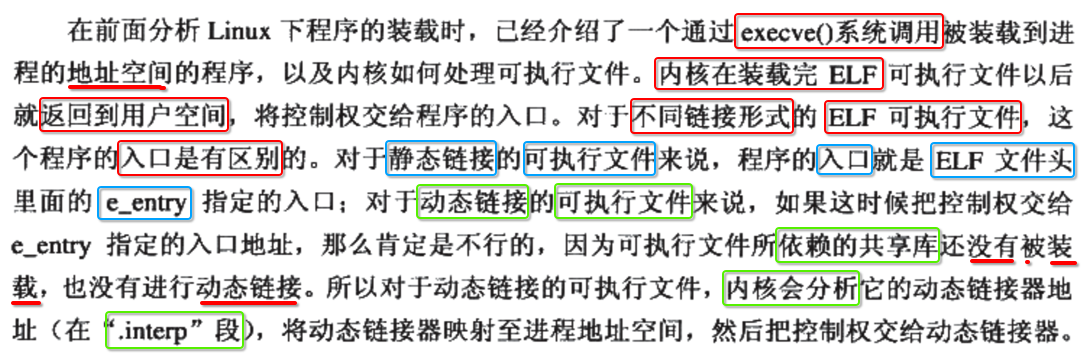 在前面分析 Linux 下程序的装载时，已经介绍了一个通过 execve()系统调用被装载到进
程的地址空间的程序，以及内核如何处理可执行文件。内核在装载完 ELF 可执行文件以后
就返回到用户空间，将控制权交给程序的入口。对于不同链接形式的 ELF 可执行文件，这
个程序的入口是有区别的。对于静态链接的可执行文件来说，程序的入口就是 ELF 文件头
里面的 e_entry 指定的入口；对于动态链接的可执行文件来说，如果这时候把控制权交给
e_entry 指定的入口地址，那么肯定是不行的，因为可执行文件所依赖的共享库还没有被装
载，也没有进行动态链接。所以对于动态链接的可执行文件，内核会分析它的动态链接器地
址（在“.interp”段），将动态链接器映射至进程地址空间，然后把控制权交给动态链接器。